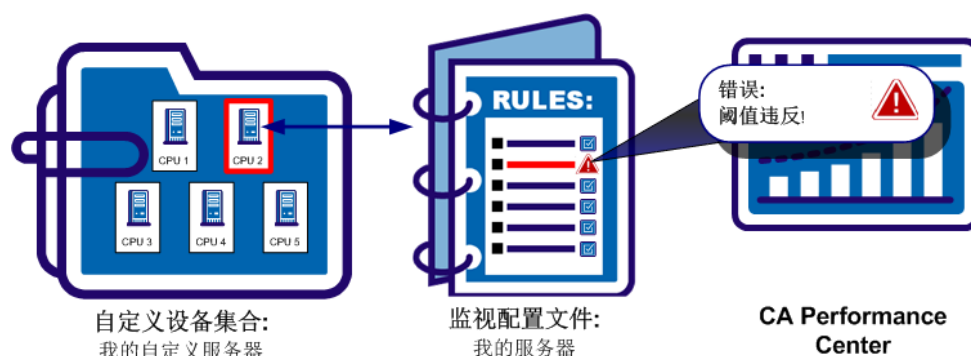 CPU 1
CPU 2
CPU 3
CPU 4
CPU 5
自定义设备集合:
我的自定义服务器
RULES:
监视配置文件:
我的服务器
错误:
阈值违反!
CA Performance
Center